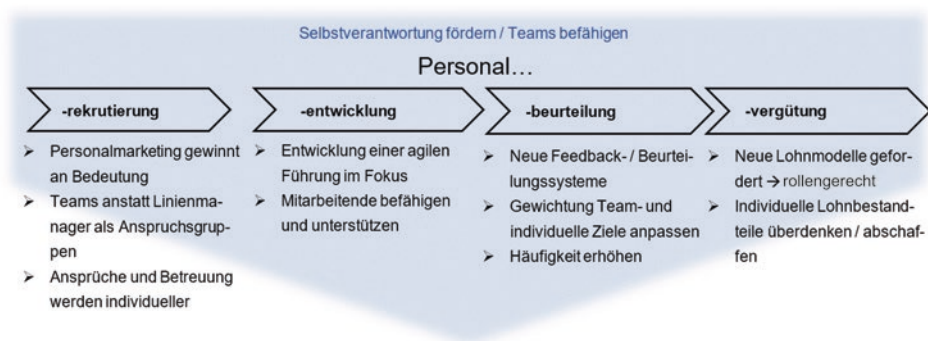 Selbstverantwortung fördern / Teams befähigen
Personal…
-rekrutierung
-entwicklung
-beurteilung
-vergütung
➢ Personalmarketing gewinnt
an Bedeutung
➢ Teams anstatt Linienma-
nager als Anspruchsgrup-
pen
➢ Ansprüche und Betreuung
werden individueller
➢ Entwicklung einer agilen
Führung im Fokus
➢ Mitarbeitende befähigen
und unterstützen
➢ Neue Feedback- / Beurtei-
lungssysteme
➢ Gewichtung Team- und
individuelle Ziele anpassen
➢ Häufigkeit erhöhen
➢ Neue Lohnmodelle gefor-
dert → rollengerecht
➢ Individuelle Lohnbestand-
teile überdenken / abschaf-
fen